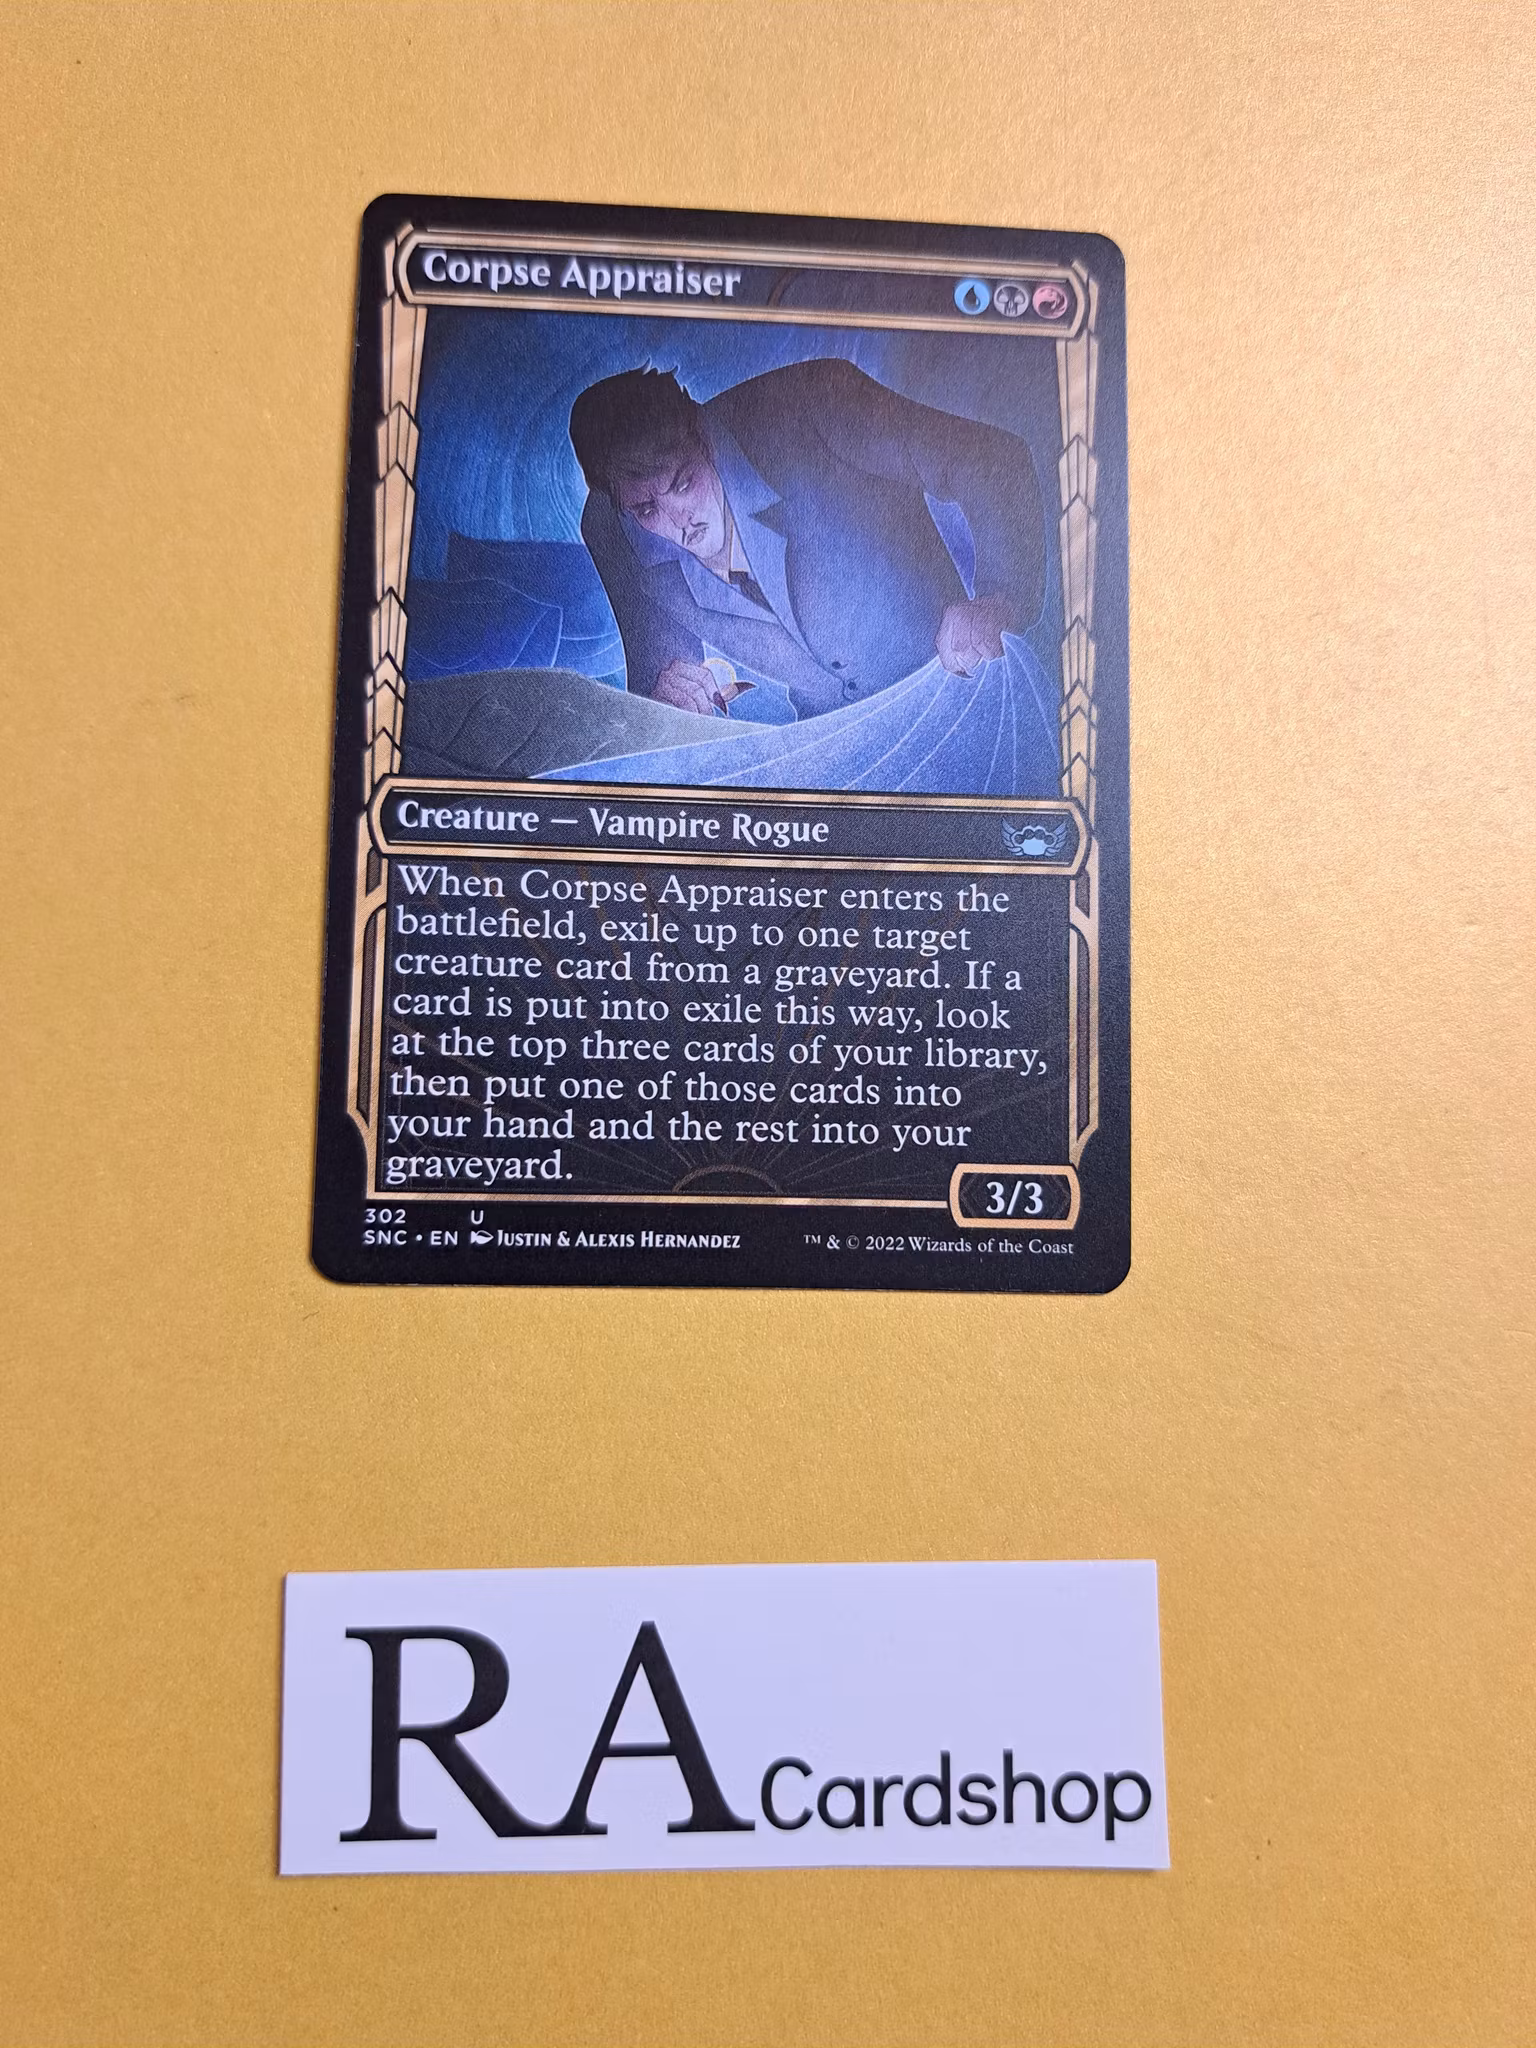 Corpse Appraiser
Creature — Vampire Rogue
When Corpse Appraiser enters the
battlefield, exile up to one target
creature card from a graveyard. If a
card is put into exile this way, look
at the top three cards of your library,
then put one of those cards into
your hand and the rest into your
graveyard.
3/3
302 U
SNC • EN JUSTIN & ALEXIS HERNANDEZ
™ & © 2022 Wizards of the Coast
RA Cardshop